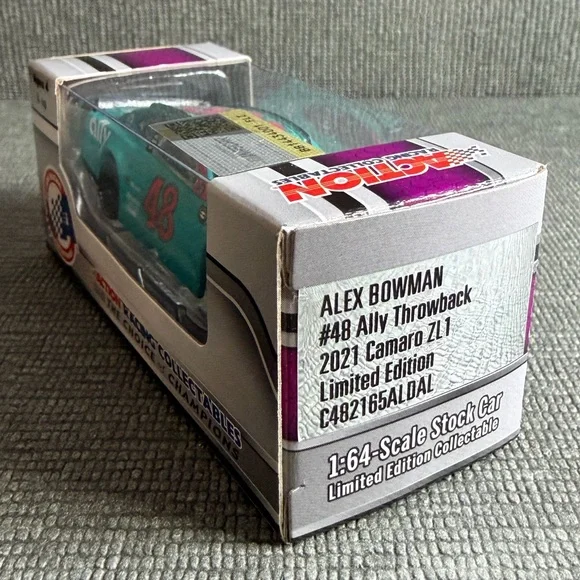 ACTION
RACING COLLECTABLES
ally
48
ACTION RACING COLLECTABLES
THE CHOICE of CHAMPIONS
ALEX BOWMAN
#48 Ally Throwback
2021 Camaro ZL1
Limited Edition
C482165ALDAL
1:64-Scale Stock Car
Limited Edition Collectable